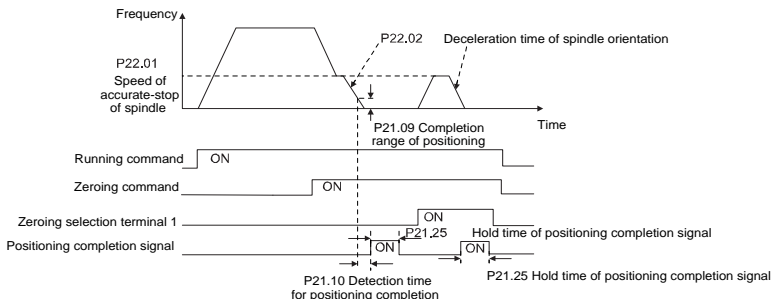 Frequency
P22.02
Deceleration time of spindle orientation
P22.01
Speed of
accurate-stop
of spindle
Time
P21.09 Completion
range of positioning
Running command
ON
Zeroing command
ON
Zeroing selection terminal 1
ON
P21.25
Hold time of positioning completion signal
Positioning completion signal
ON
ON
P21.25 Hold time of positioning completion signal
P21.10 Detection time
for positioning completion